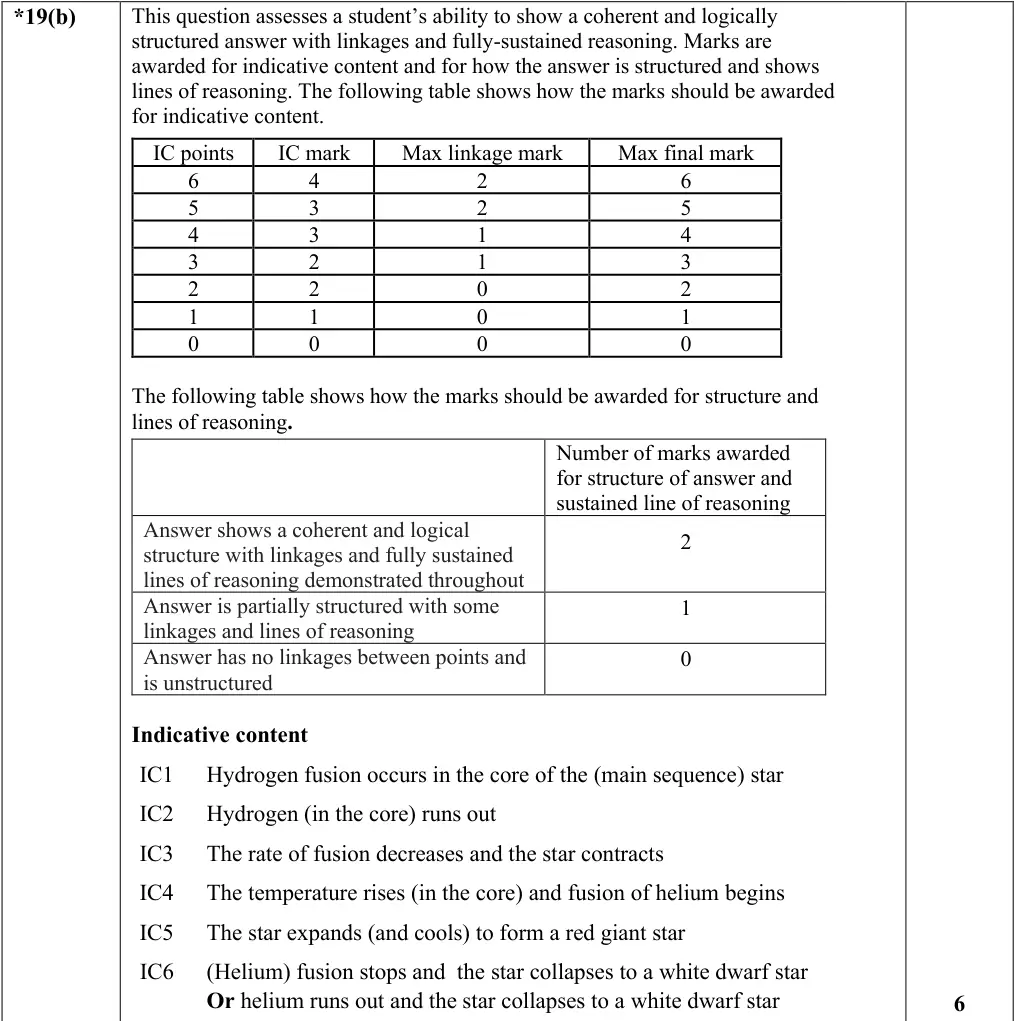 *19(b)
This question assesses a student’s ability to show a coherent and logically
structured answer with linkages and fully-sustained reasoning. Marks are
awarded for indicative content and for how the answer is structured and shows
lines of reasoning. The following table shows how the marks should be awarded
for indicative content.
IC points IC mark Max linkage mark Max final mark
6 4 2 6
5 3 2 5
4 3 1 4
3 2 1 3
2 2 0 2
1 1 0 1
0 0 0 0
The following table shows how the marks should be awarded for structure and
lines of reasoning.
Number of marks awarded
for structure of answer and
sustained line of reasoning
Answer shows a coherent and logical
structure with linkages and fully sustained
lines of reasoning demonstrated throughout
2
Answer is partially structured with some
linkages and lines of reasoning
1
Answer has no linkages between points and
is unstructured
0
Indicative content
IC1 Hydrogen fusion occurs in the core of the (main sequence) star
IC2 Hydrogen (in the core) runs out
IC3 The rate of fusion decreases and the star contracts
IC4 The temperature rises (in the core) and fusion of helium begins
IC5 The star expands (and cools) to form a red giant star
IC6 (Helium) fusion stops and the star collapses to a white dwarf star
Or helium runs out and the star collapses to a white dwarf star
6